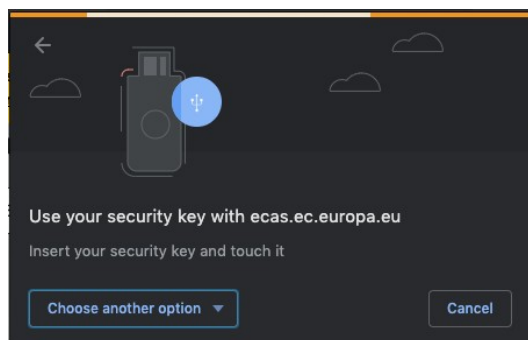 Use your security key with ecas.ec.europa.eu
Insert your security key and touch it
Choose another option
Cancel